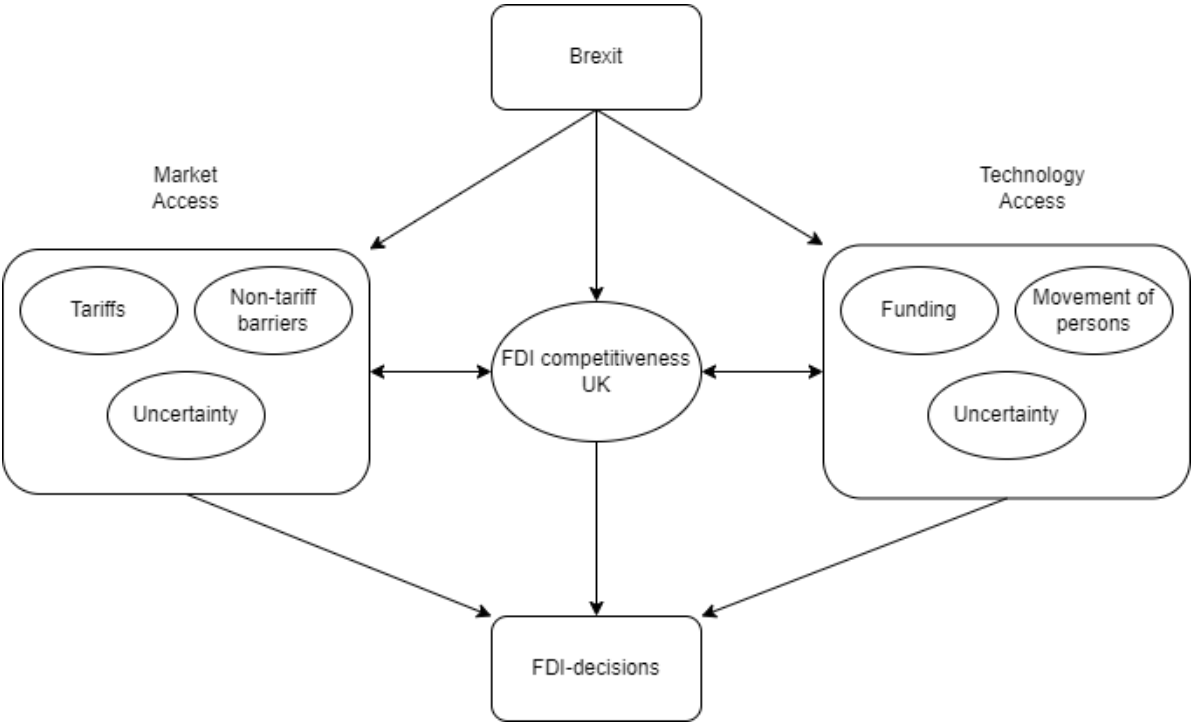 Brexit
Market
Access
Technology
Access
Tariffs
Non-tariff
barriers
Uncertainty
FDI competitiveness
UK
Funding
Movement of
persons
Uncertainty
FDI-decisions